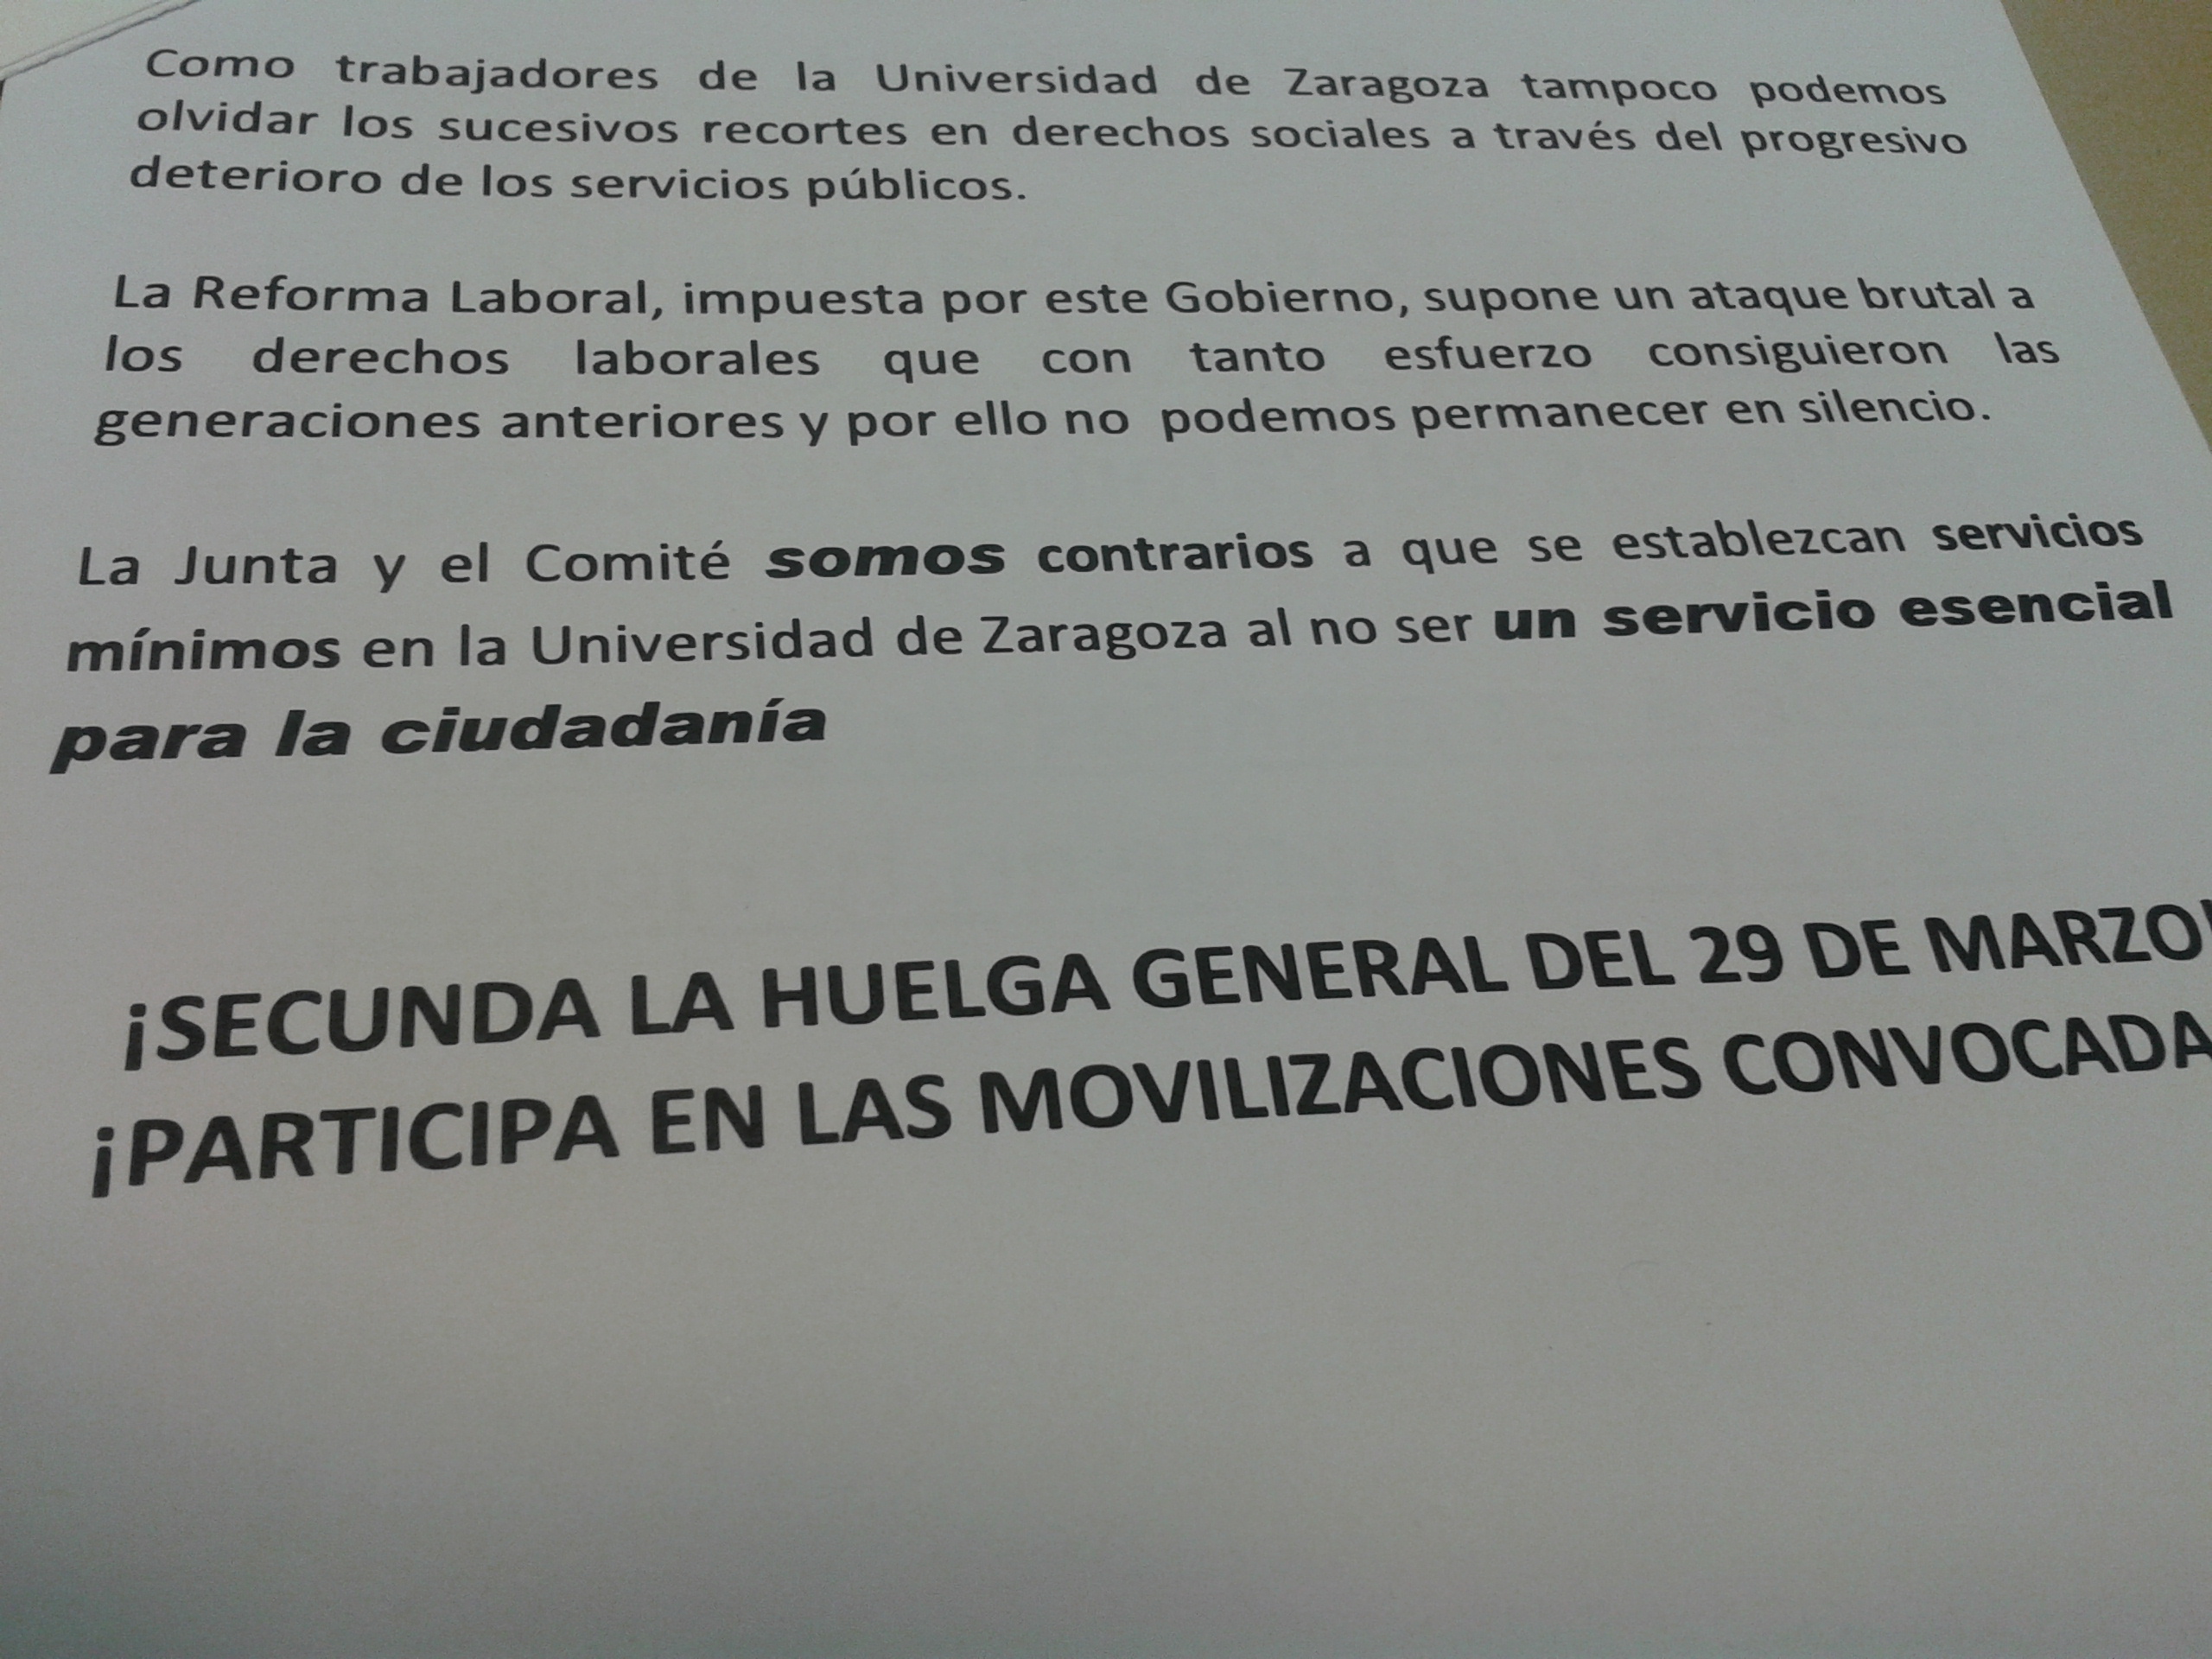 Como trabajadores de la Universidad de Zaragoza tampoco podemos
olvidar los sucesivos recortes en derechos sociales a través del progresivo
deterioro de los servicios públicos.
La Reforma Laboral, impuesta por este Gobierno, supone un ataque brutal a
los derechos laborales que con tanto esfuerzo consiguieron las
generaciones anteriores y por ello no podemos permanecer en silencio.
La Junta y el Comité somos contrarios a que se establezcan servicios
mínimos en la Universidad de Zaragoza al no ser un servicio esencial
para la ciudadanía
¡SECUNDA LA HUELGA GENERAL DEL 29 DE MARZO!
¡PARTICIPA EN LAS MOVILIZACIONES CONVOCADA